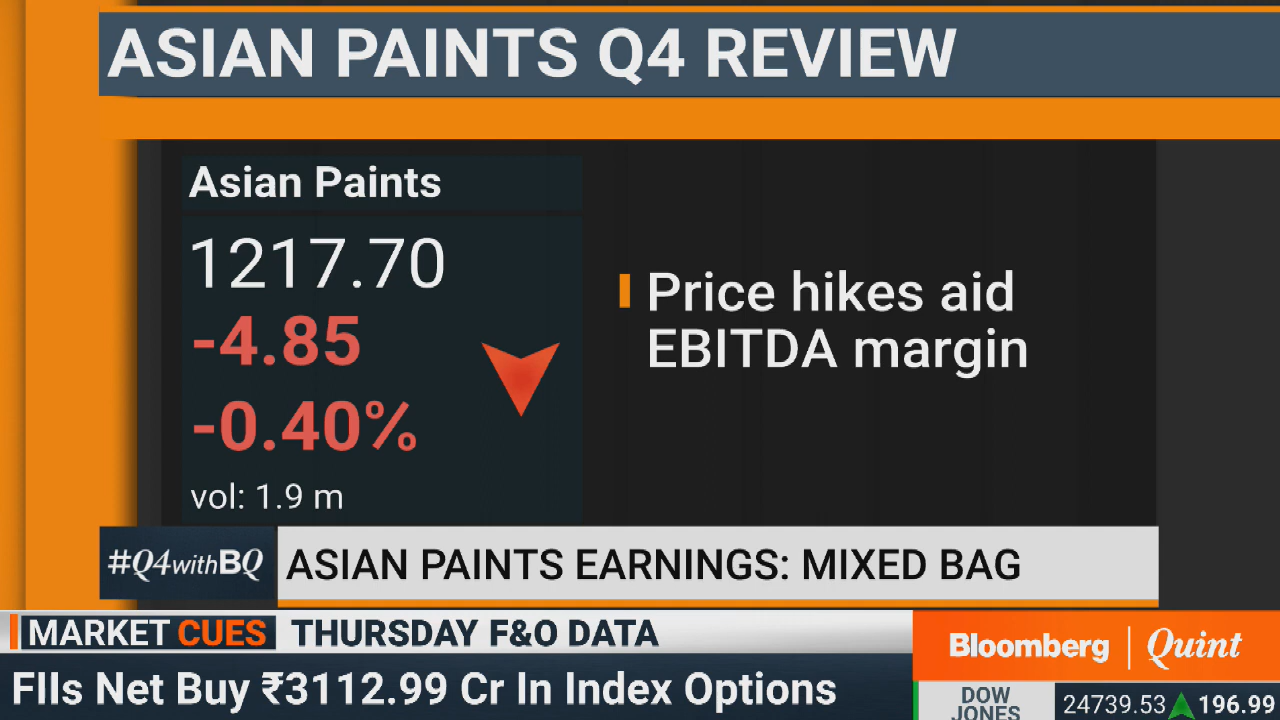 ASIAN PAINTS Q4 REVIEW
Asian Paints
1217.70
-4.85
-0.40%
vol: 1.9 m
Price hikes aid
EBITDA margin
#Q4withBQ
ASIAN PAINTS EARNINGS: MIXED BAG
MARKET CUES THURSDAY F&O DATA
FIIs Net Buy ₹3112.99 Cr In Index Options
Bloomberg | Quint
DOW
JONES
24739.53 196.99